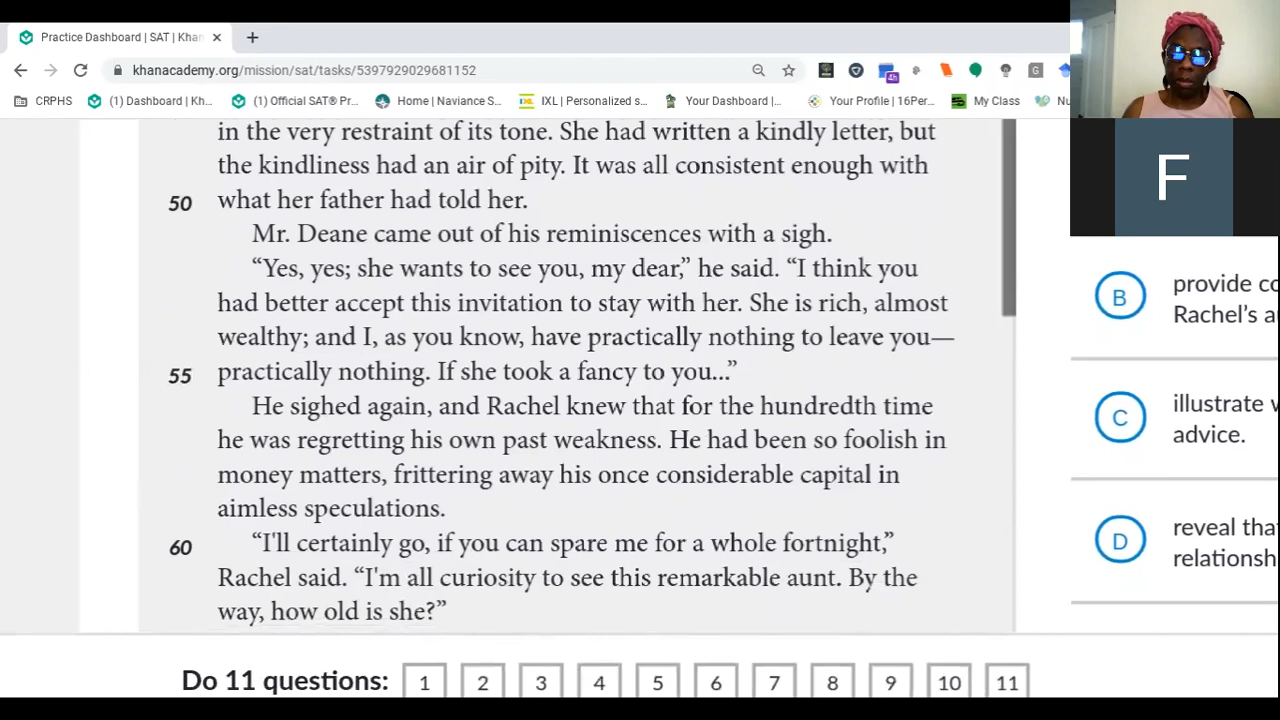 Practice Dashboard | SAT | Khan
khanacademy.org/mission/sat/tasks/5397929029681152
CRPHS (1) Dashboard | Kh... (1) Official SAT® Pr... Home | Naviance S... IXL | Personalized s... Your Dashboard |... Your Profile | 16Per... My Class Nu
in the very restraint of its tone. She had written a kindly letter, but
the kindliness had an air of pity. It was all consistent enough with
50 what her father had told her.
Mr. Deane came out of his reminiscences with a sigh.
“Yes, yes; she wants to see you, my dear,” he said. “I think you
had better accept this invitation to stay with her. She is rich, almost
wealthy; and I, as you know, have practically nothing to leave you—
55 practically nothing. If she took a fancy to you...”
He sighed again, and Rachel knew that for the hundredth time
he was regretting his own past weakness. He had been so foolish in
money matters, frittering away his once considerable capital in
aimless speculations.
60 “I'll certainly go, if you can spare me for a whole fortnight,”
Rachel said. “I'm all curiosity to see this remarkable aunt. By the
way, how old is she?”
Do 11 questions: 1 2 3 4 5 6 7 8 9 10 11
F
B provide co
Rachel’s a
C illustrate
advice.
D reveal tha
relationsh